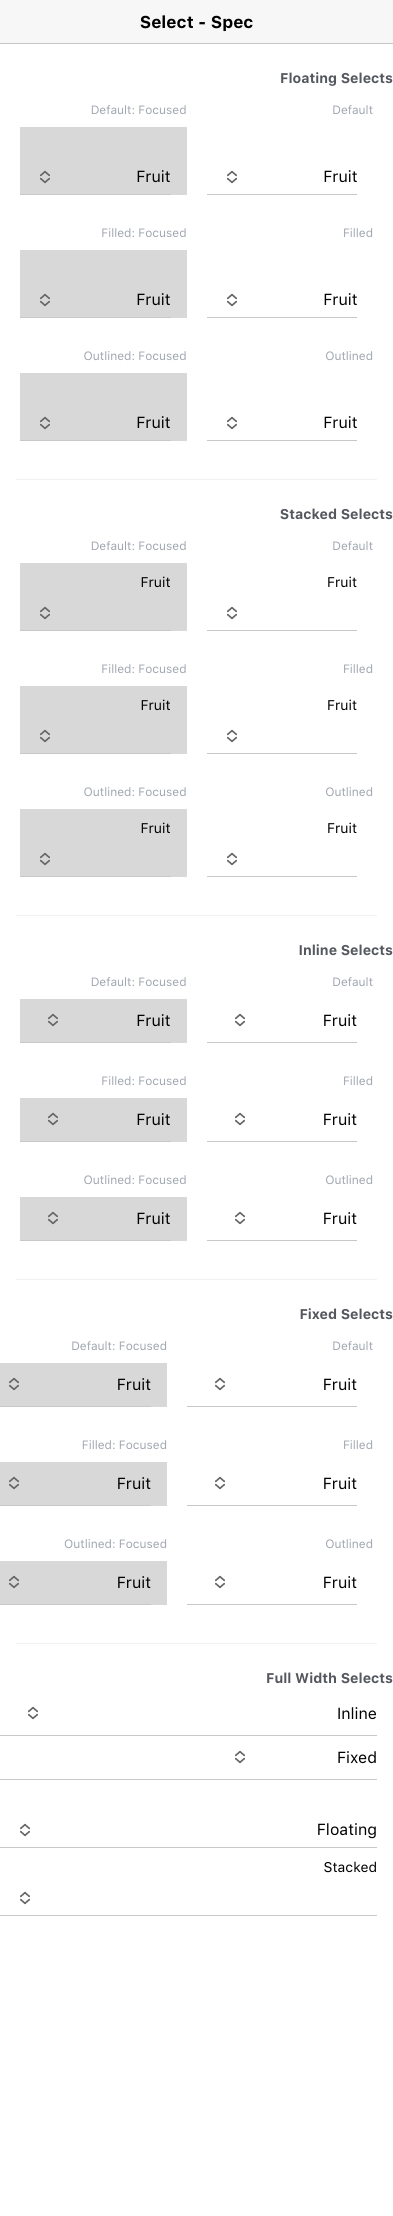 Select - Spec
Floating Selects
Default: Focused Default
Fruit Fruit
Filled: Focused Filled
Fruit Fruit
Outlined: Focused Outlined
Fruit Fruit
Stacked Selects
Default: Focused Default
Fruit Fruit
Filled: Focused Filled
Fruit Fruit
Outlined: Focused Outlined
Fruit Fruit
Inline Selects
Default: Focused Default
Fruit Fruit
Filled: Focused Filled
Fruit Fruit
Outlined: Focused Outlined
Fruit Fruit
Fixed Selects
Default: Focused Default
Fruit Fruit
Filled: Focused Filled
Fruit Fruit
Outlined: Focused Outlined
Fruit Fruit
Full Width Selects
Inline
Fixed
Floating
Stacked